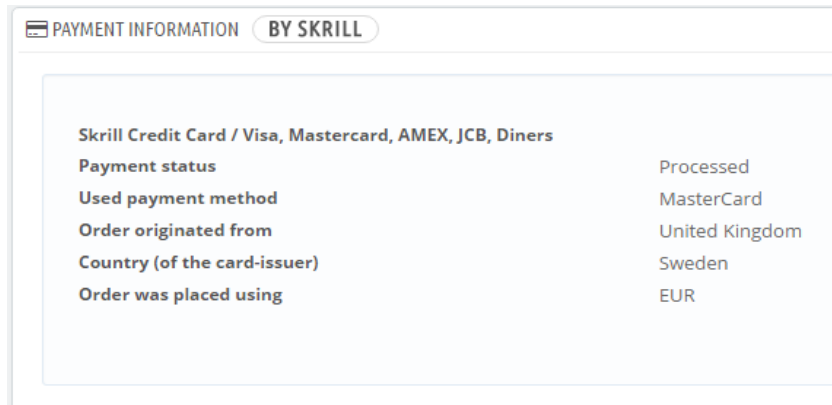 PAYMENT INFORMATION BY SKRILL
Skrill Credit Card / Visa, Mastercard, AMEX, JCB, Diners
Payment status Processed
Used payment method MasterCard
Order originated from United Kingdom
Country (of the card-issuer) Sweden
Order was placed using EUR